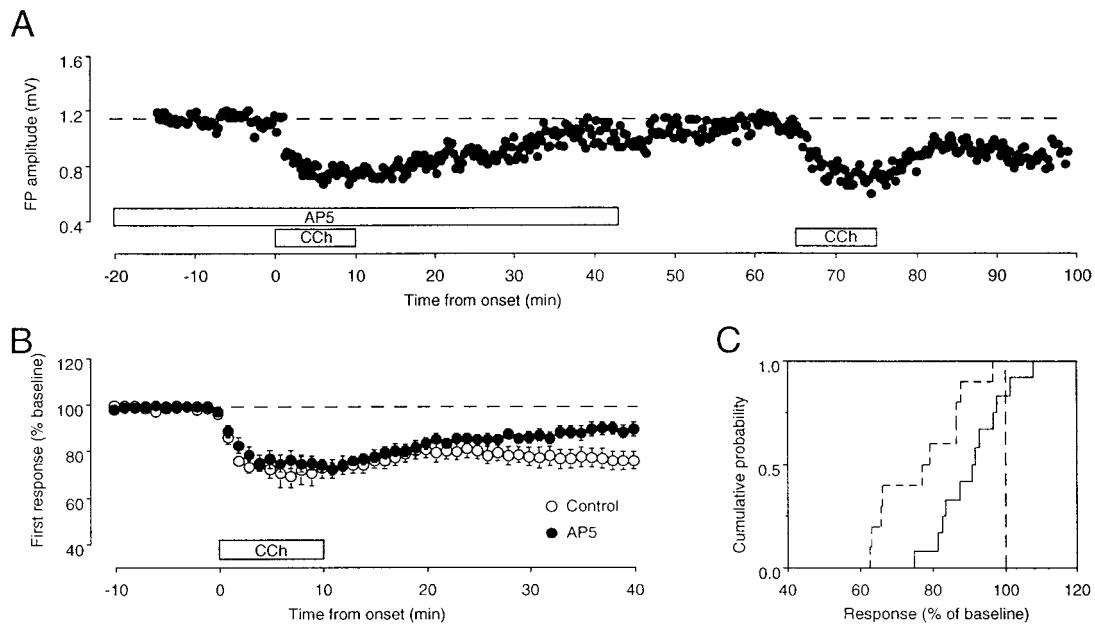 A
FP amplitude (mV)
1.6
1.2
0.8
0.4
AP5
CCh
CCh
-20 -10 0 10 20 30 40 50 60 70 80 90 100
Time from onset (min)
B
First response (% baseline)
120
100
80
60
40
Control
AP5
CCh
-10 0 10 20 30 40
Time from onset (min)
C
Cumulative probability
1.0
0.5
0.0
40 60 80 100 120
Response (% of baseline)